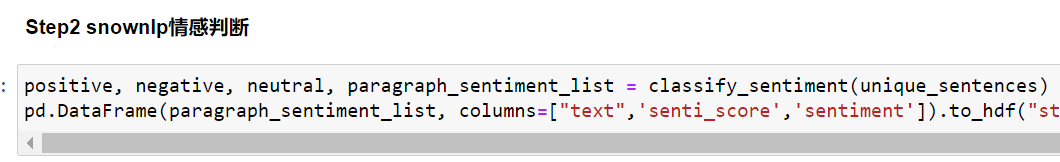 Step2 snownlp情感判断
: positive, negative, neutral, paragraph_sentiment_list = classify_sentiment(unique_sentences)
pd.DataFrame(paragraph_sentiment_list, columns=["text",'senti_score','sentiment']).to_hdf("st